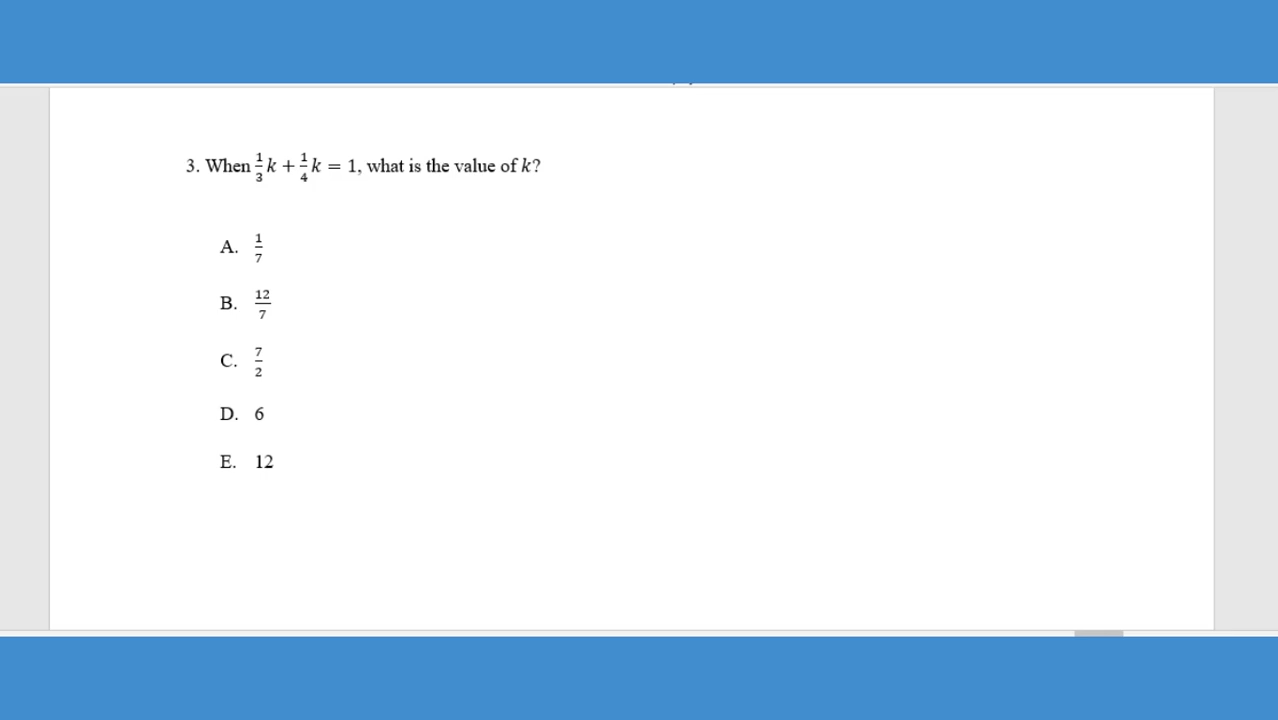 3. When 1/3 k + 1/4 k = 1, what is the value of k?
A. 1/7
B. 12/7
C. 7/2
D. 6
E. 12